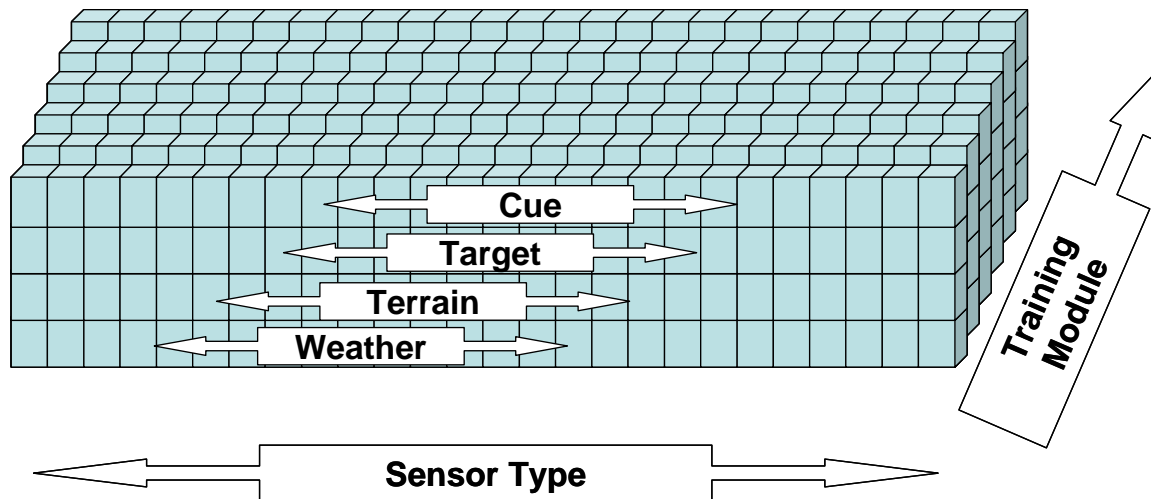 Cue
Target
Terrain
Weather
Training
Module
Sensor Type